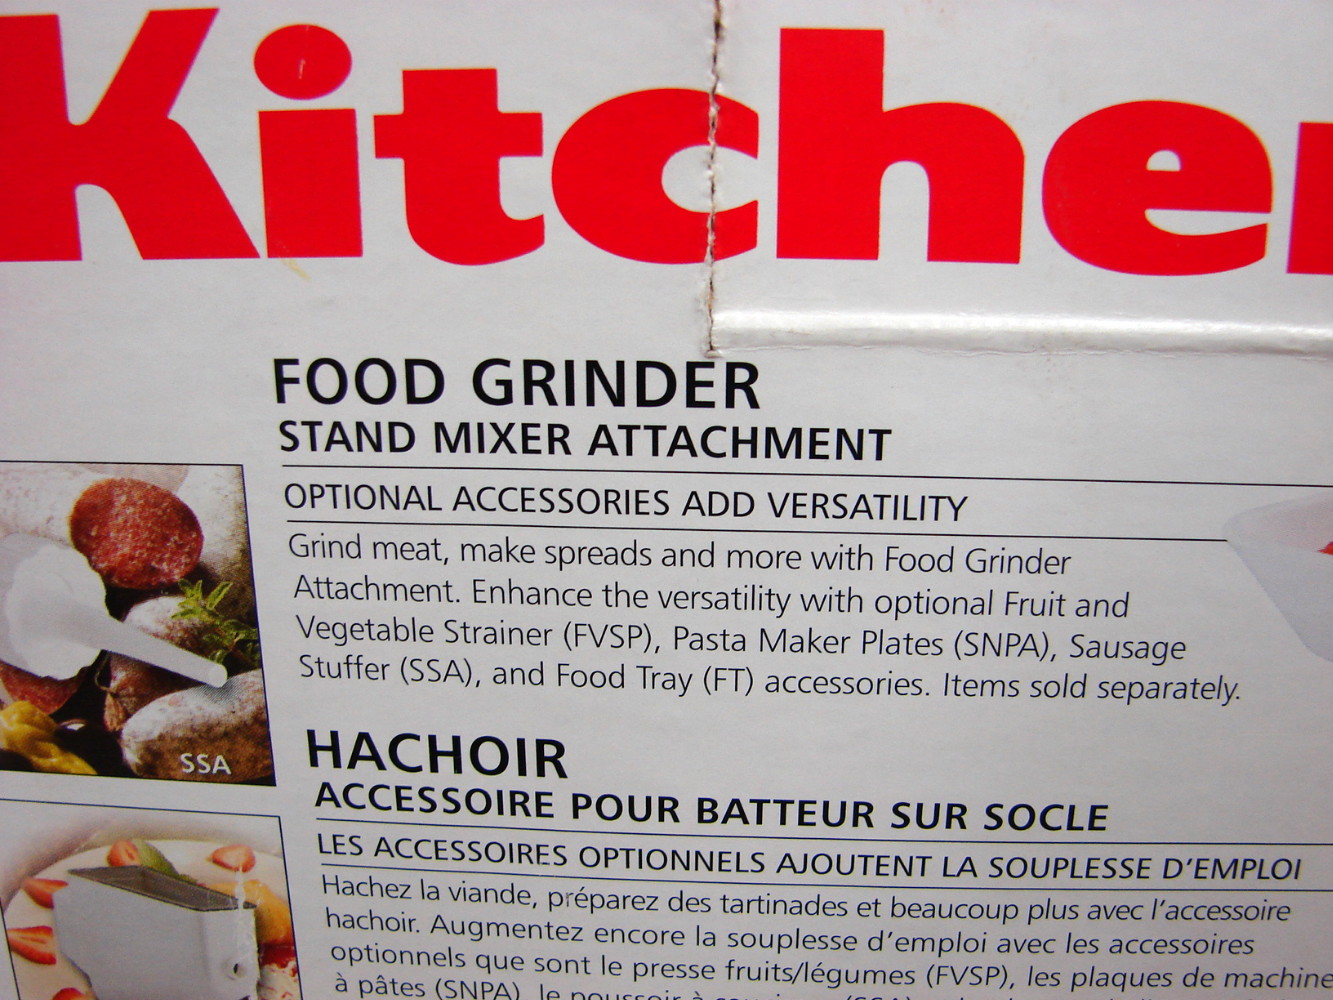 Kitche
FOOD GRINDER
STAND MIXER ATTACHMENT
OPTIONAL ACCESSORIES ADD VERSATILITY
Grind meat, make spreads and more with Food Grinder
Attachment. Enhance the versatility with optional Fruit and
Vegetable Strainer (FVSP), Pasta Maker Plates (SNPA), Sausage
Stuffer (SSA), and Food Tray (FT) accessories. Items sold separately.
SSA
HACHOIR
ACCESSOIRE POUR BATTEUR SUR SOCLE
LES ACCESSOIRES OPTIONNELS AJOUTENT LA SOUPLESSE D'EMPLOI
Hachez la viande, préparez des tartinades et beaucoup plus avec l'accessoire
hachoir. Augmentez encore la souplesse d'emploi avec les accessoires
optionnels que sont le presse fruits/légumes (FVSP), les plaques de machine
à pâtes (SNPA), le poussoir à